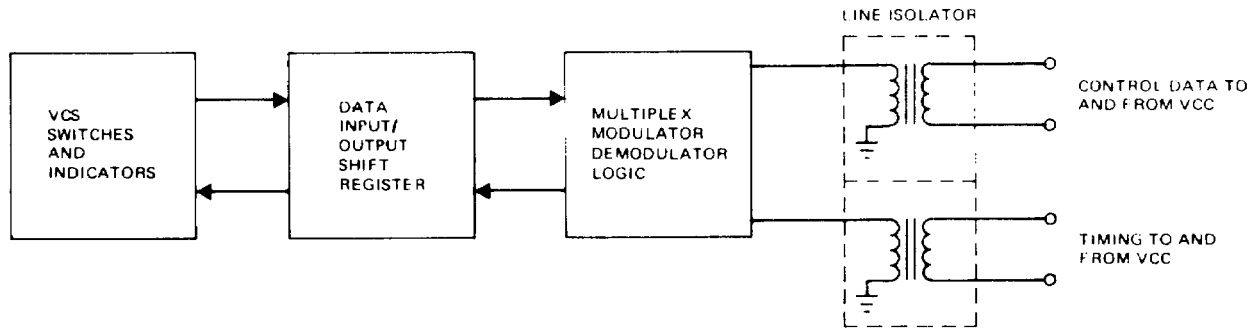 LINE ISOLATOR
VCS
SWITCHES
AND
INDICATORS
DATA
INPUT/
OUTPUT
SHIFT
REGISTER
MULTIPLEX
MODULATOR
DEMODULATOR
LOGIC
CONTROL DATA TO
AND FROM VCC
TIMING TO AND
FROM VCC